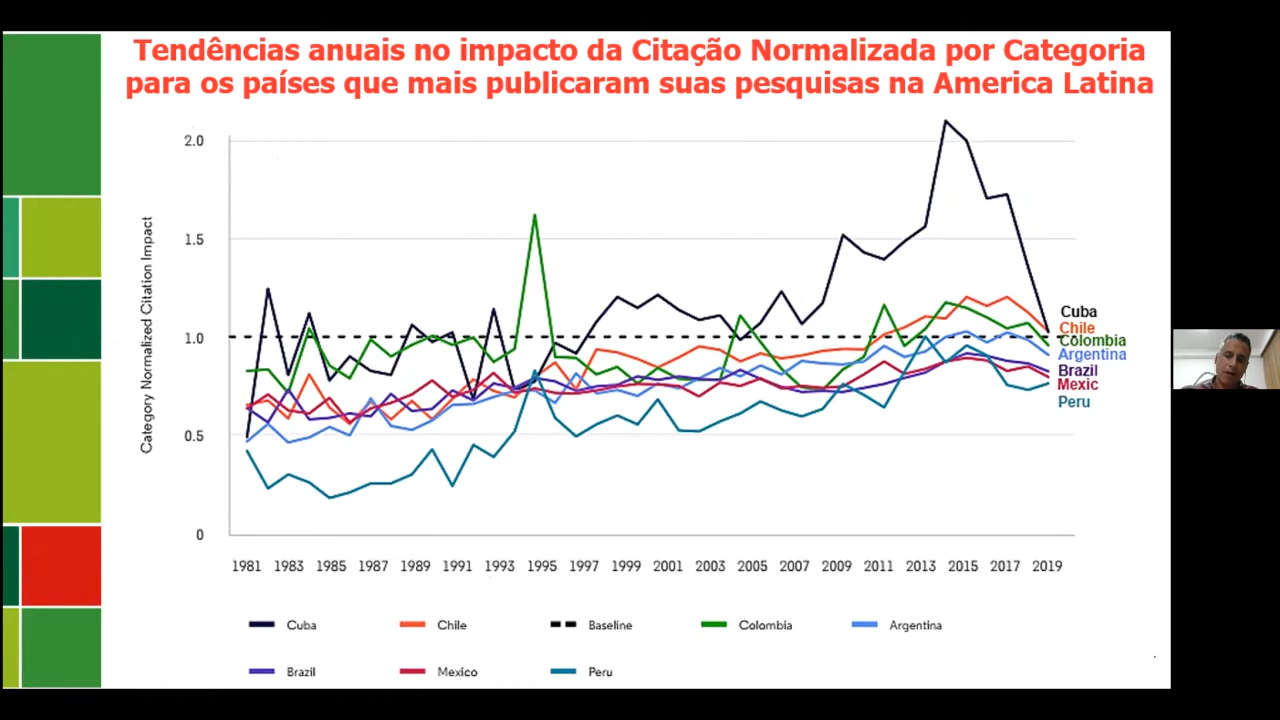 Tendências anuais no impacto da Citação Normalizada por Categoria
para os países que mais publicaram suas pesquisas na America Latina
Category Normalized Citation Impact
2.0
1.5
1.0
0.5
0
1981 1983 1985 1987 1989 1991 1993 1995 1997 1999 2001 2003 2005 2007 2009 2011 2013 2015 2017 2019
Cuba
Chile
Colombia
Argentina
Brazil
Mexic
Peru
Cuba Chile Baseline Colombia Argentina
Brazil Mexico Peru